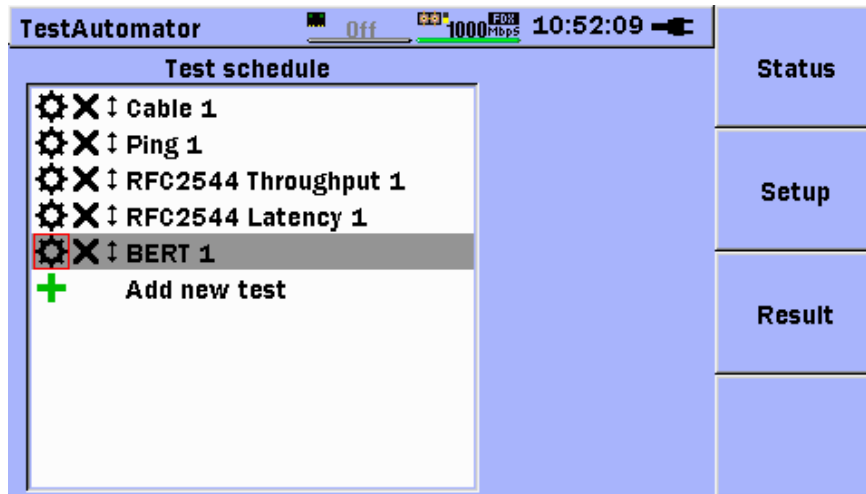 TestAutomator Off 1000 FDX Mbps 10:52:09
Test schedule
Cable 1
Ping 1
RFC2544 Throughput 1
RFC2544 Latency 1
BERT 1
Add new test
Status
Setup
Result